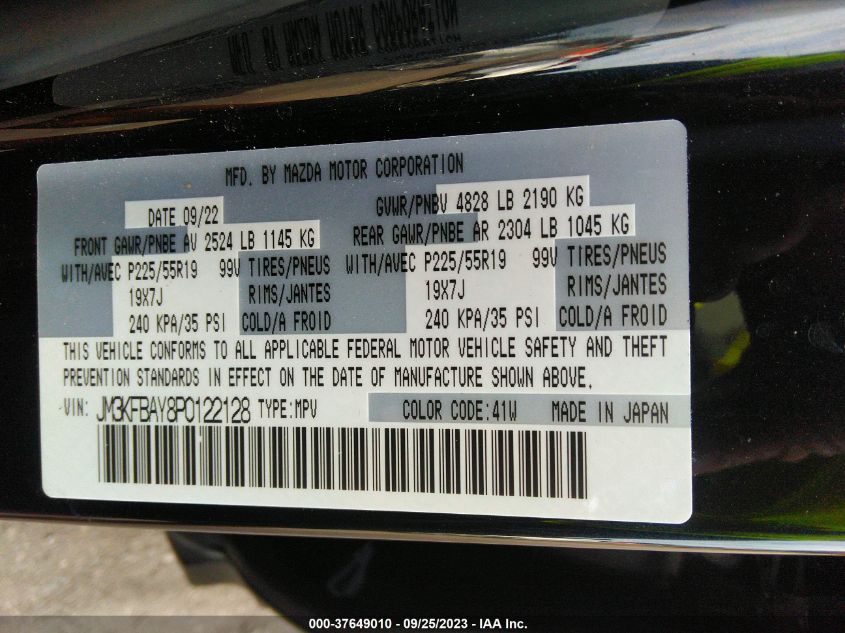 MFD. BY MAZDA MOTOR CORPORATION
DATE 09/22 GVWR/PNBV 4828 LB 2190 KG
FRONT GAWR/PNBE AV 2524 LB 1145 KG REAR GAWR/PNBE AR 2304 LB 1045 KG
WITH/AVEC P225/55R19 99V TIRES/PNEUS WITH/AVEC P225/55R19 99V TIRES/PNEUS
19X7J RIMS/JANTES 19X7J RIMS/JANTES
240 KPA/35 PSI COLD/A FROID 240 KPA/35 PSI COLD/A FROID
THIS VEHICLE CONFORMS TO ALL APPLICABLE FEDERAL MOTOR VEHICLE SAFETY AND THEFT
PREVENTION STANDARDS IN EFFECT ON THE DATE OF MANUFACTURE SHOWN ABOVE.
VIN: JM3KFBAY8P0122128 TYPE:MPV COLOR CODE:41W MADE IN JAPAN
000-37649010 - 09/25/2023 - IAA Inc.